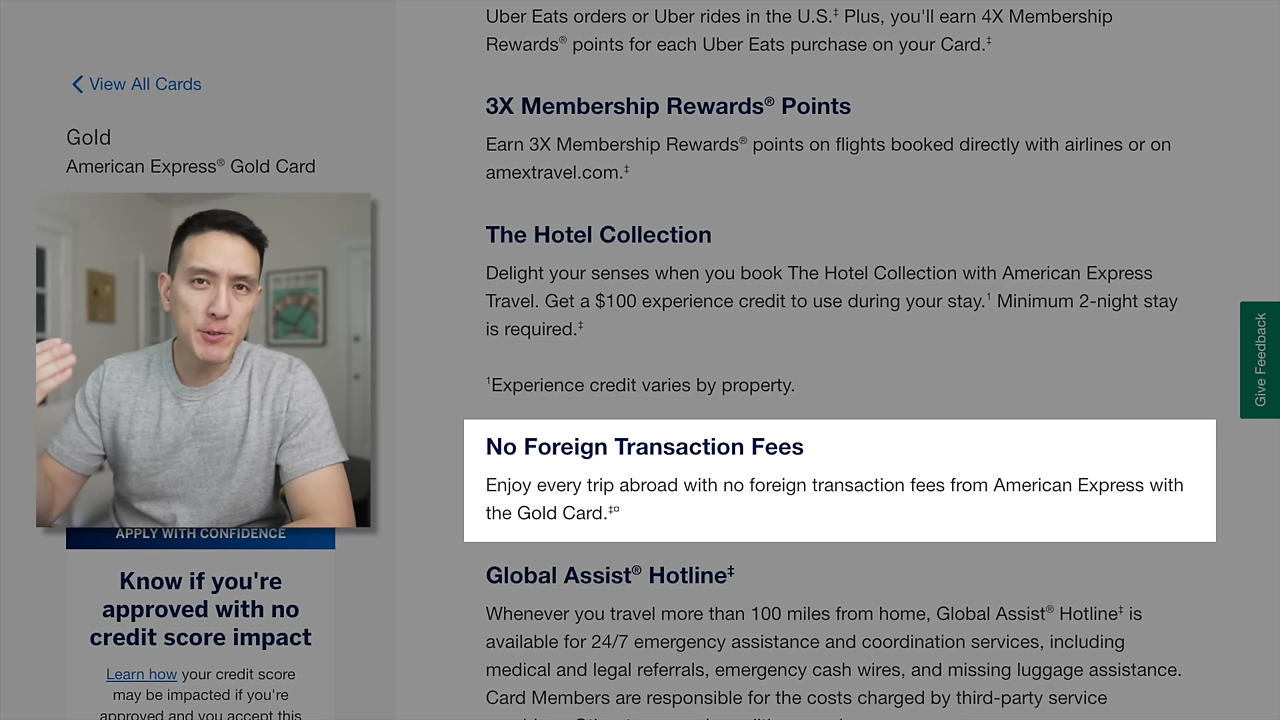 Uber Eats orders or Uber rides in the U.S.‡ Plus, you'll earn 4X Membership
Rewards® points for each Uber Eats purchase on your Card.‡
View All Cards
Gold
American Express® Gold Card
3X Membership Rewards® Points
Earn 3X Membership Rewards® points on flights booked directly with airlines or on
amextravel.com.‡
The Hotel Collection
Delight your senses when you book The Hotel Collection with American Express
Travel. Get a $100 experience credit to use during your stay.¹ Minimum 2-night stay
is required.‡
¹Experience credit varies by property.
No Foreign Transaction Fees
Enjoy every trip abroad with no foreign transaction fees from American Express with
the Gold Card.‡¤
Global Assist® Hotline‡
Whenever you travel more than 100 miles from home, Global Assist® Hotline‡ is
available for 24/7 emergency assistance and coordination services, including
medical and legal referrals, emergency cash wires, and missing luggage assistance.
Card Members are responsible for the costs charged by third-party service
APPLY WITH CONFIDENCE
Know if you're
approved with no
credit score impact
Learn how your credit score
may be impacted if you're
approved and you accept this
Give Feedback